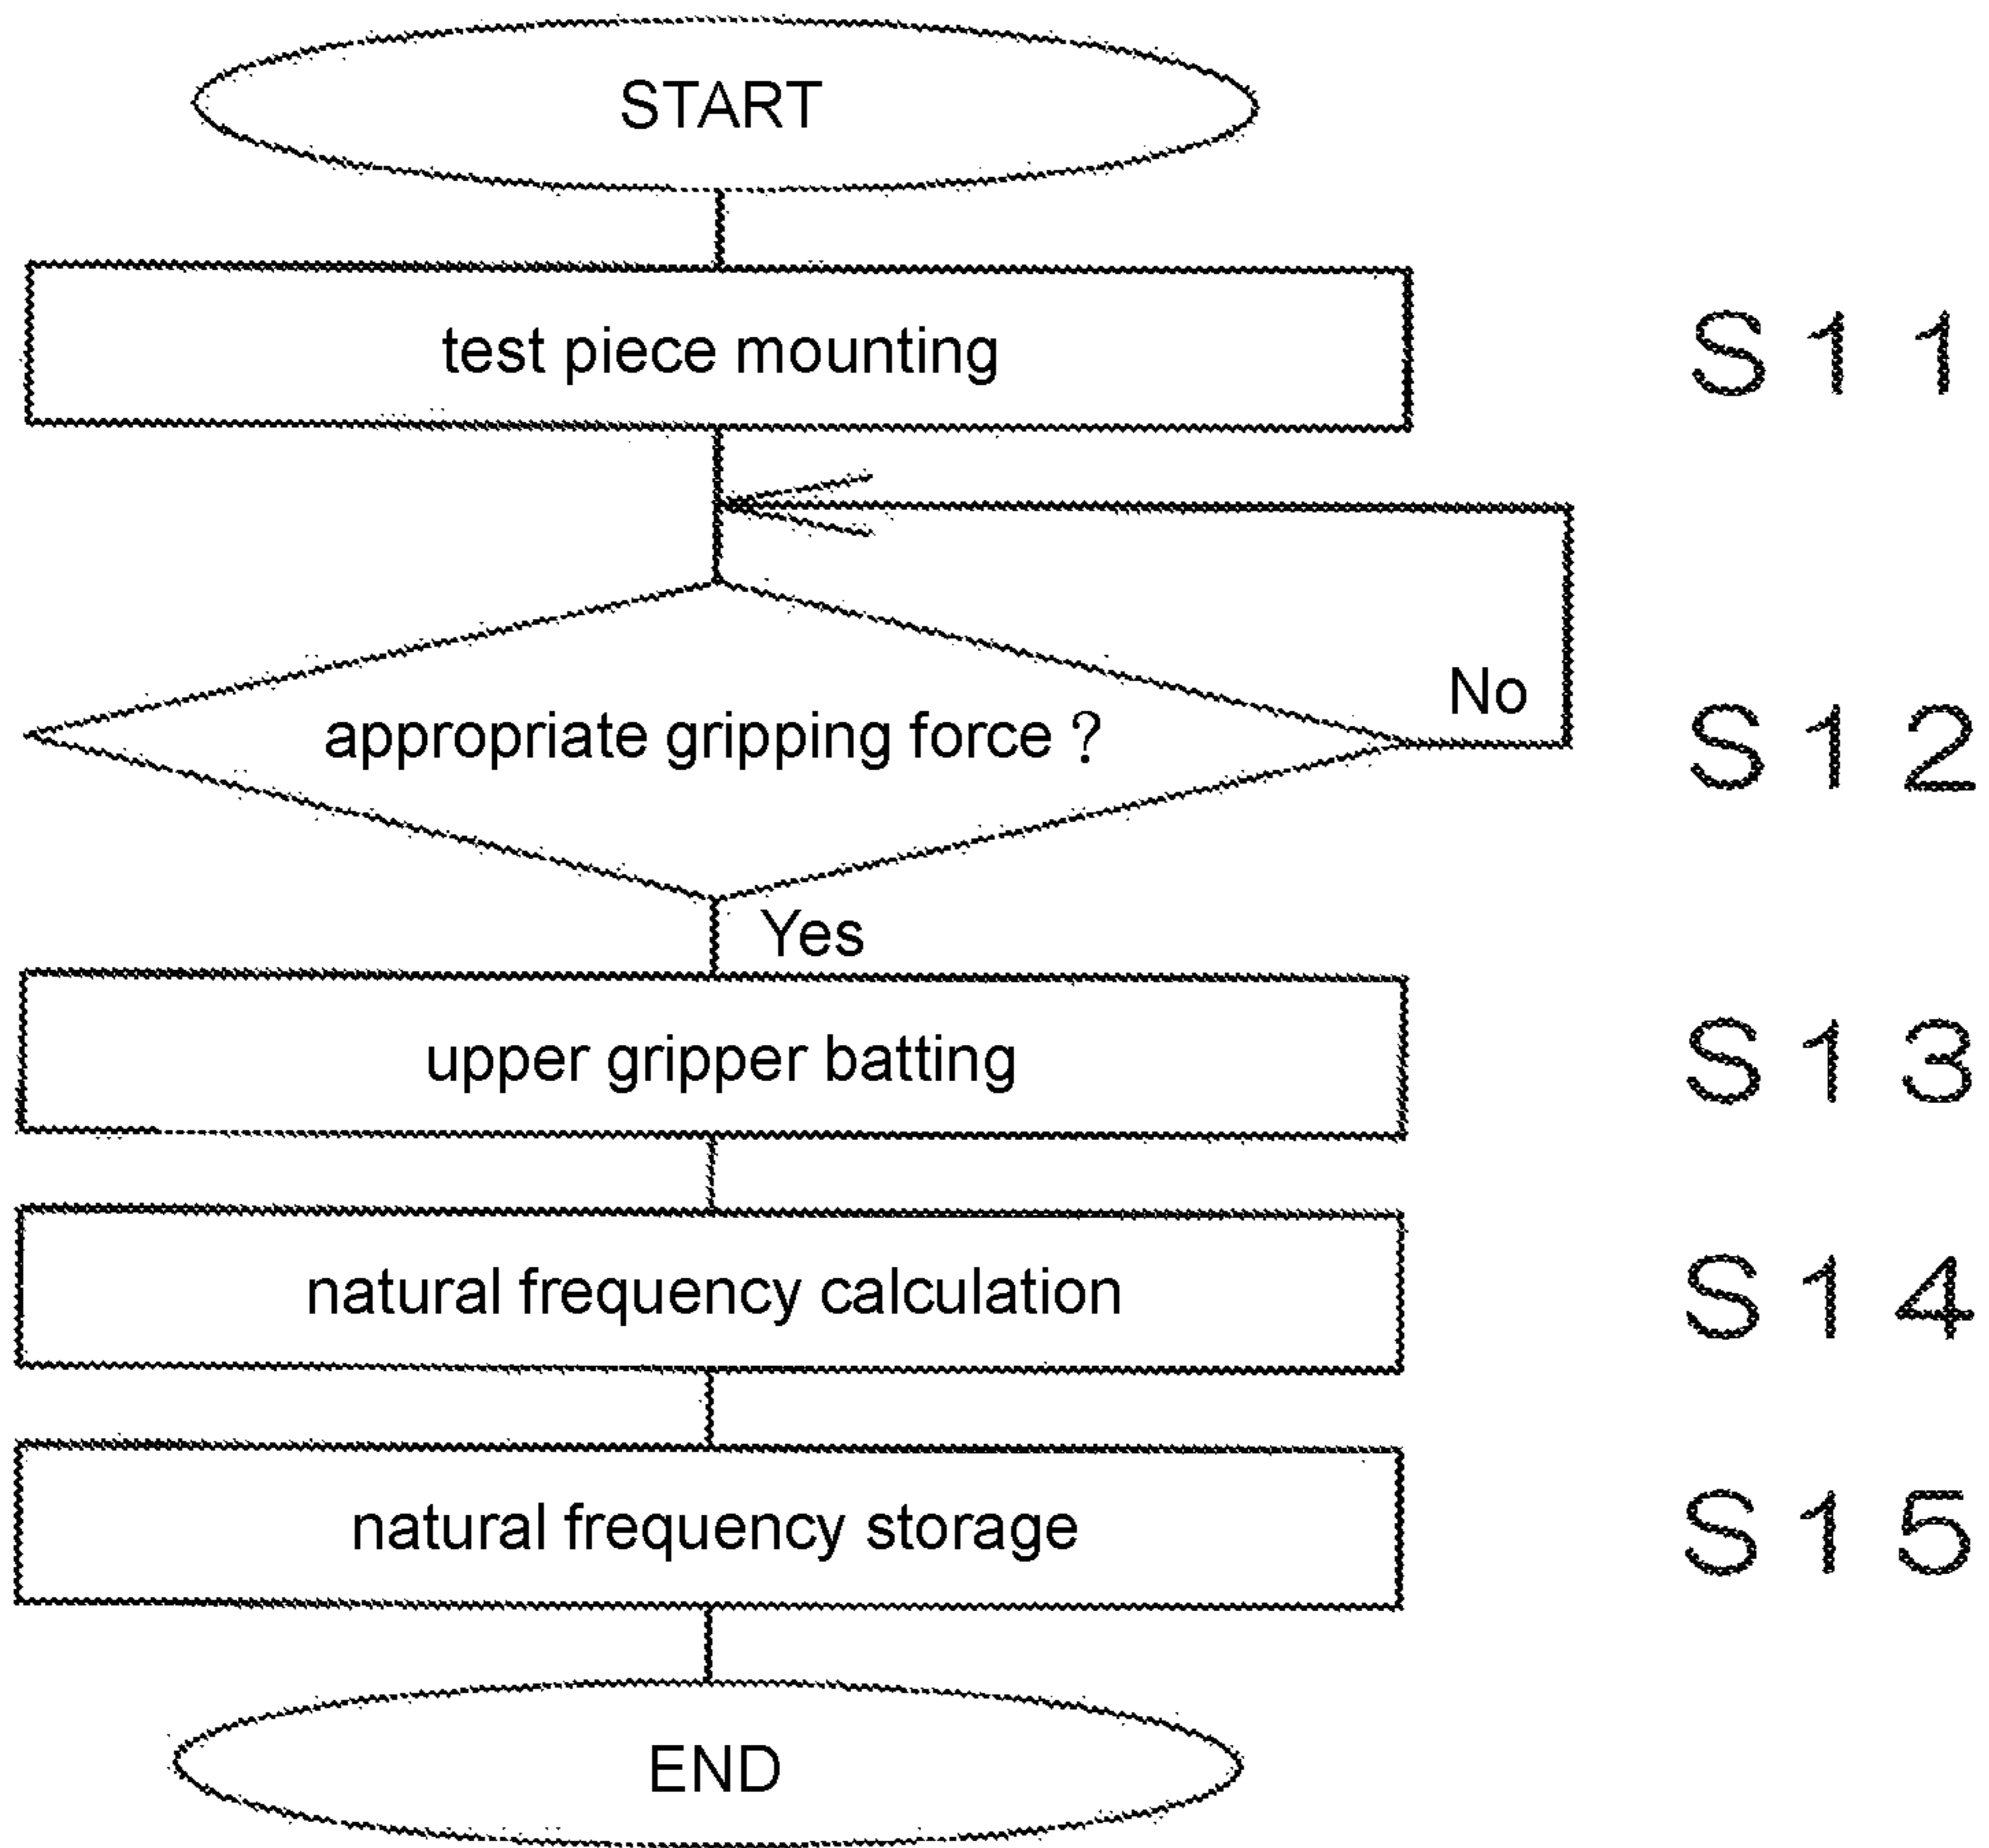 START
test piece mounting S11
No
appropriate gripping force ? S12
Yes
upper gripper batting S13
natural frequency calculation S14
natural frequency storage S15
END